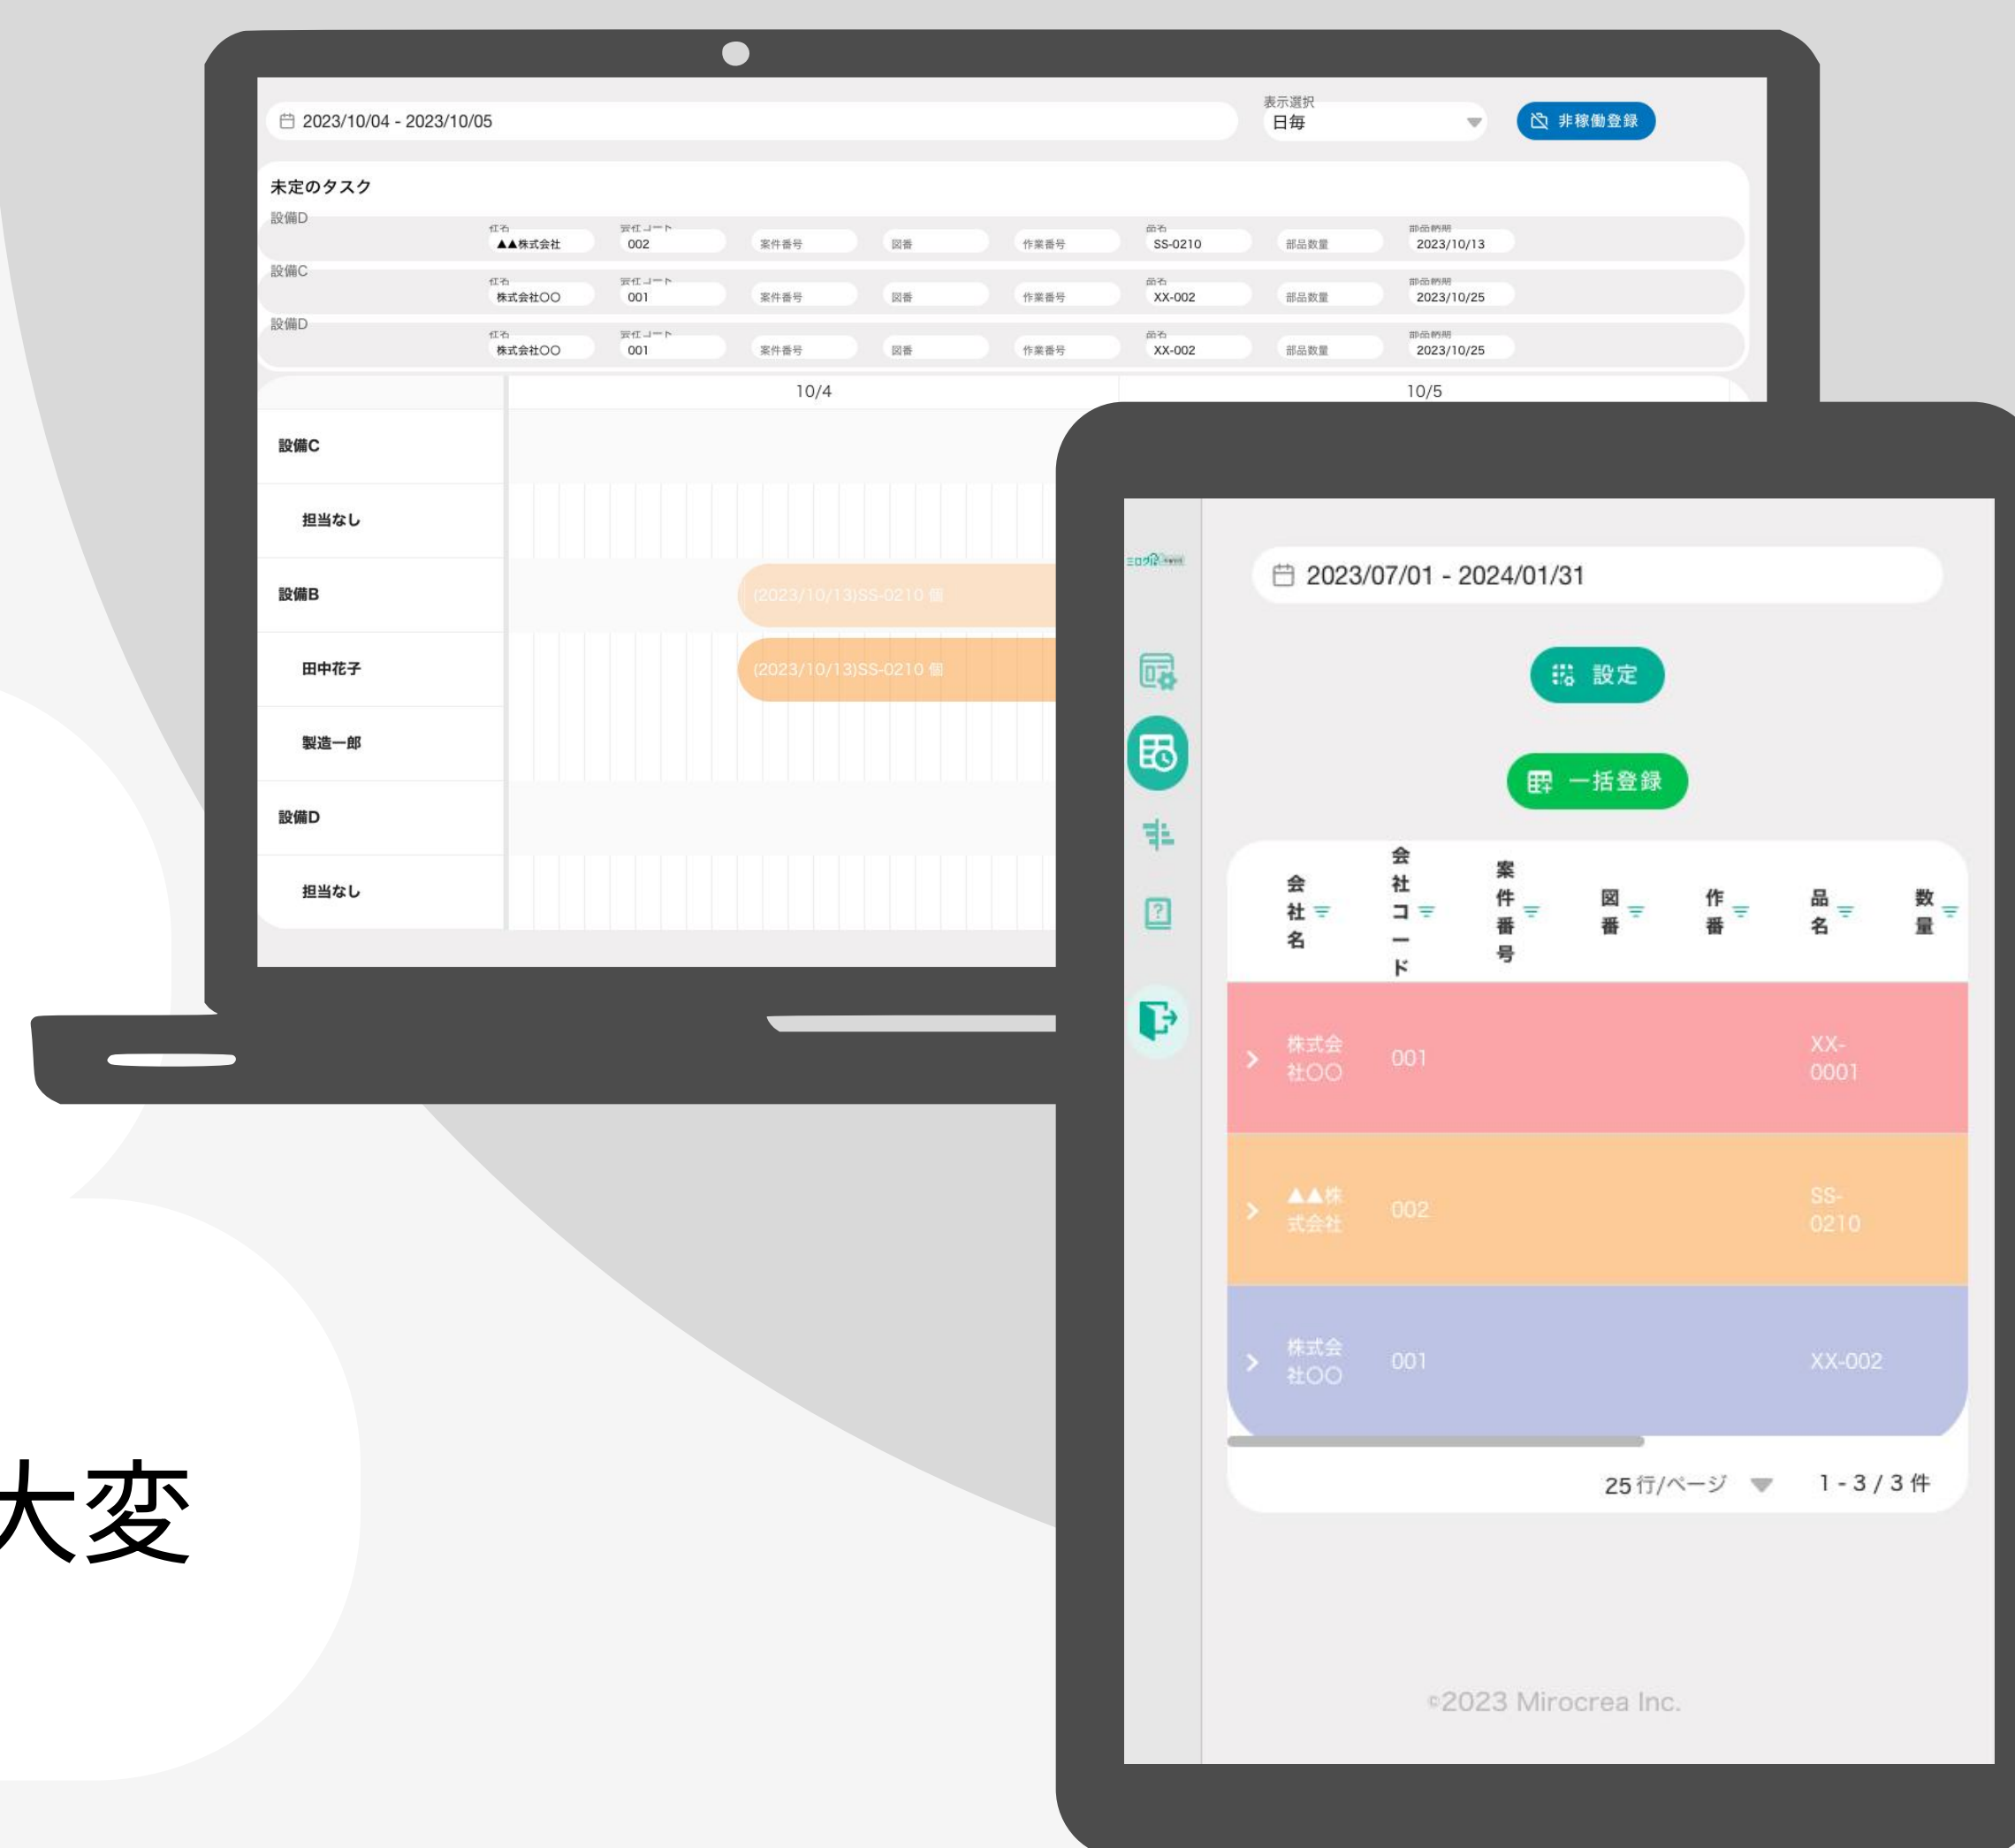 2023/10/04 - 2023/10/05
表示選択
日毎
非稼働登録
未定のタスク
設備D
▲▲株式会社 002 案件番号 図番 作業番号 品名 SS-0210 部品数量 2023/10/13
設備C
株式会社〇〇 001 案件番号 図番 作業番号 品名 XX-002 部品数量 2023/10/25
設備D
株式会社〇〇 001 案件番号 図番 作業番号 品名 XX-002 部品数量 2023/10/25
10/4 10/5
設備C
担当なし
設備B (2023/10/13)SS-0210 個
田中花子 (2023/10/13)SS-0210 個
製造一郎
設備D
担当なし
大変
2023/07/01 - 2024/01/31
設定
一括登録
会社名 会社コード 案件番号 図番 作番 品名 数量
株式会社〇〇 001 XX-0001
▲▲株式会社 002 SS-0210
株式会社〇〇 001 XX-002
25 行/ページ 1 - 3 / 3 件
©2023 Mirocrea Inc.